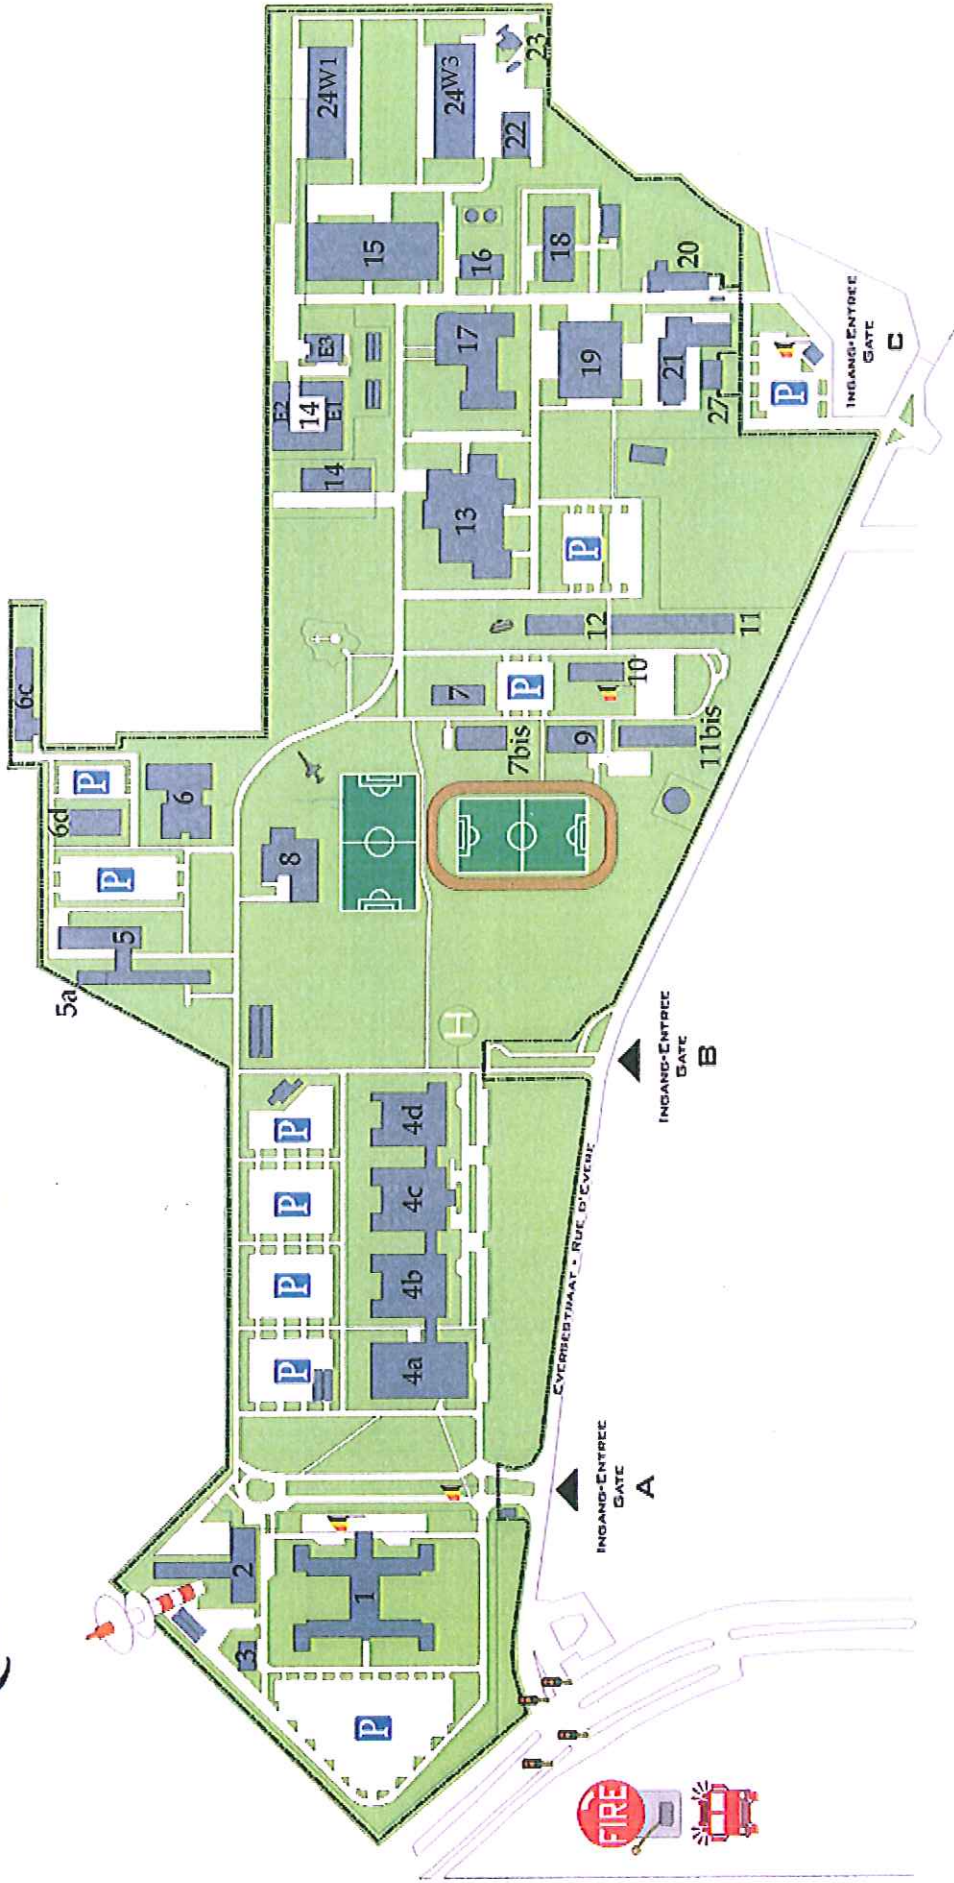 6c
6d
P
5a
5
P
6
24W1
E2
E3
14
E1
14
3
2
P
P
P
P
8
15
24W3
1
P
4a
4b
4c
4d
H
7
13
17
16
22
23
7bis
P
18
9
12
P
19
10
11bis
11
21
20
27
P
EVERSESTRAAT - RUE D'EVERE
INGANG-ENTREE
GATE
A
INGANG-ENTREE
GATE
B
INGANG-ENTREE
GATE
C
FIRE